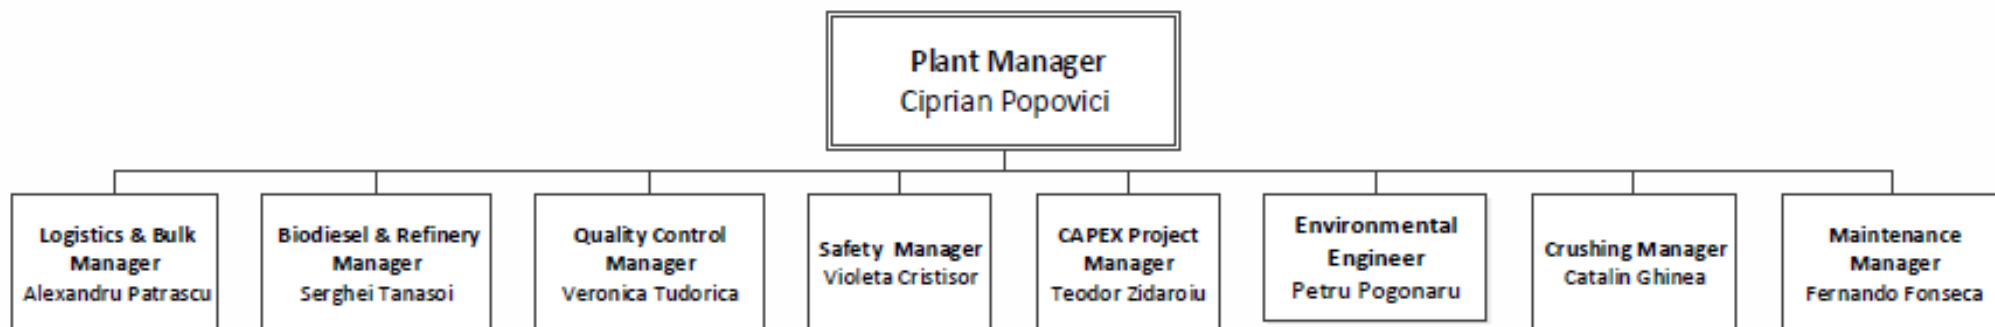 Plant Manager
Ciprian Popovici
Logistics & Bulk
Manager
Alexandru Patrascu
Biodiesel & Refinery
Manager
Serghei Tanasoi
Quality Control
Manager
Veronica Tudorica
Safety Manager
Violeta Cristisor
CAPEX Project
Manager
Teodor Zidaroiu
Environmental
Engineer
Petru Pogonaru
Crushing Manager
Catalin Ghinea
Maintenance
Manager
Fernando Fonseca